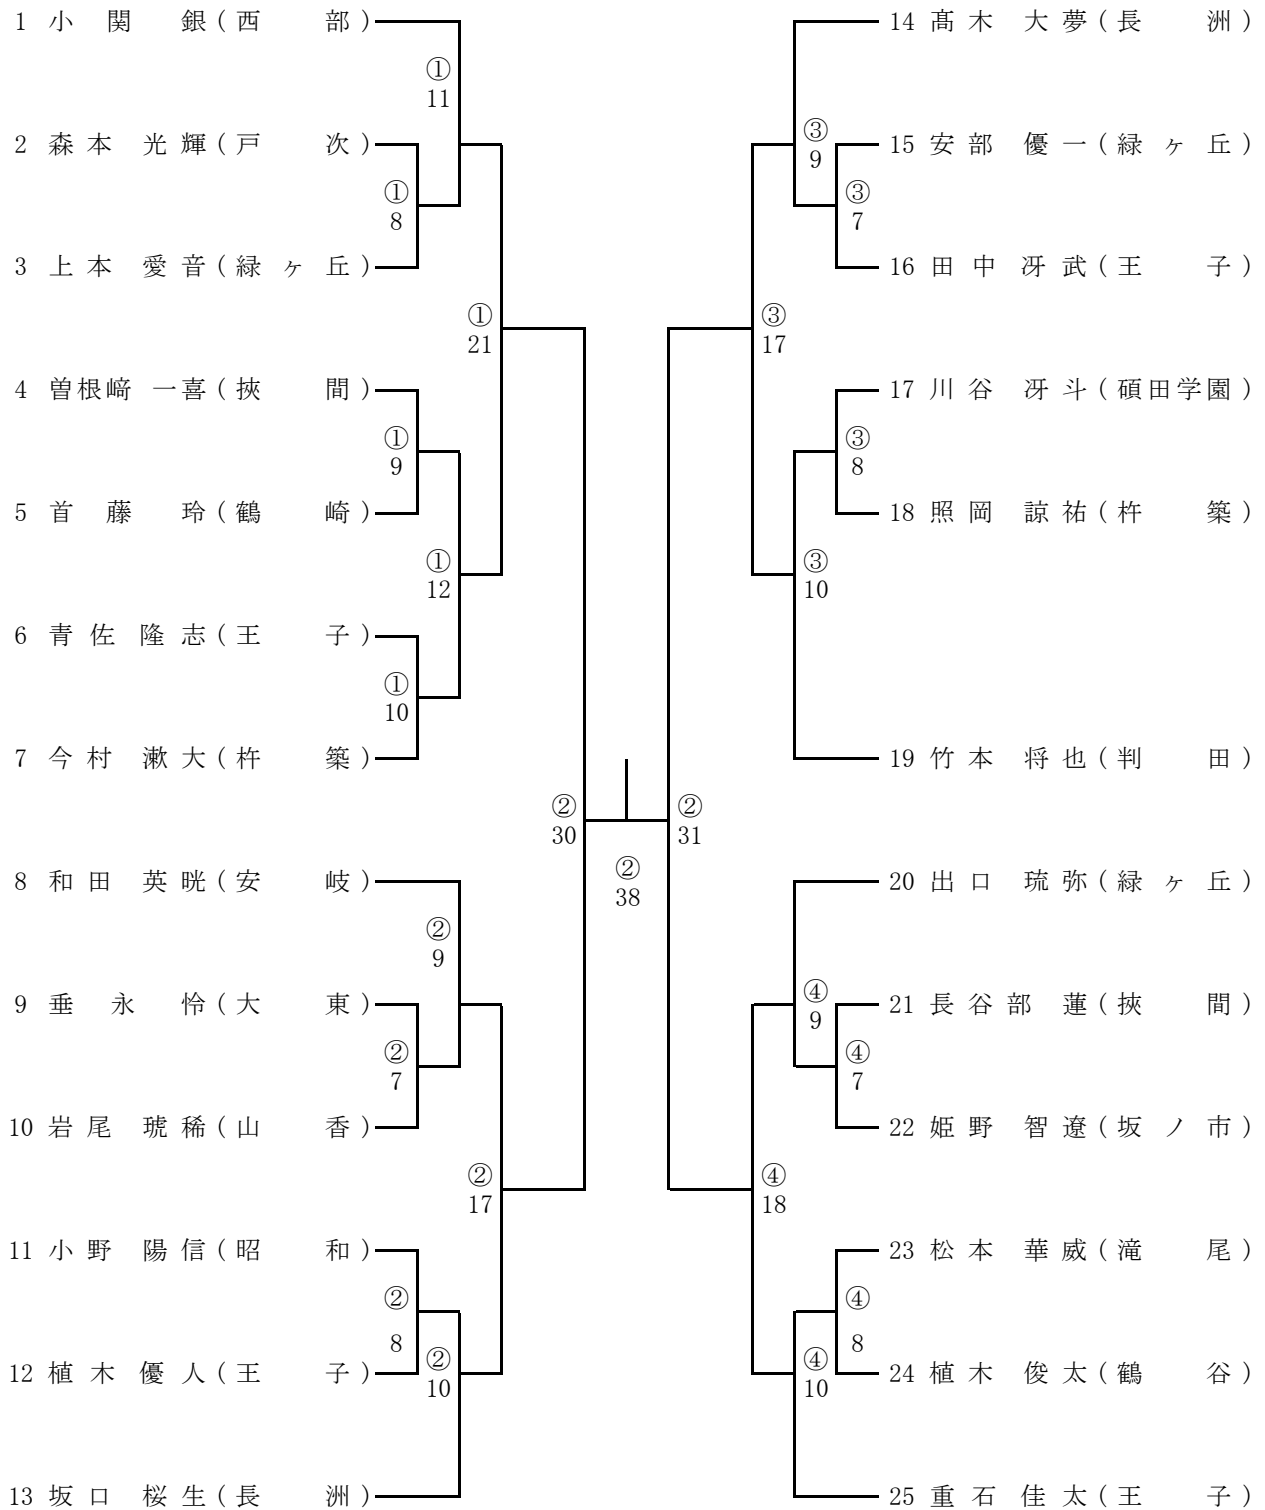 1 小関 銀(西部)
①
11
2 森本 光輝(戸次)
①
8
3 上本 愛音(緑ヶ丘)
①
21
4 曽根﨑 一喜(挾間)
①
9
5 首藤 玲(鶴崎)
①
12
6 青佐 隆志(王子)
①
10
7 今村 漱大(杵築)
②
30
8 和田 英晄(安岐)
②
9
9 垂永 怜(大東)
②
7
10 岩尾 琥稀(山香)
②
17
11 小野 陽信(昭和)
②
8
12 植木 優人(王子)
②
10
13 坂口 桜生(長洲)
②
38
14 髙木 大夢(長洲)
③
9
15 安部 優一(緑ヶ丘)
③
7
16 田中 冴武(王子)
③
17
17 川谷 冴斗(碩田学園)
③
8
18 照岡 諒祐(杵築)
③
10
19 竹本 将也(判田)
②
31
20 出口 琉弥(緑ヶ丘)
④
9
21 長谷部 蓮(挾間)
④
7
22 姫野 智遼(坂ノ市)
④
18
23 松本 華威(滝尾)
④
8
24 植木 俊太(鶴谷)
④
10
25 重石 佳太(王子)